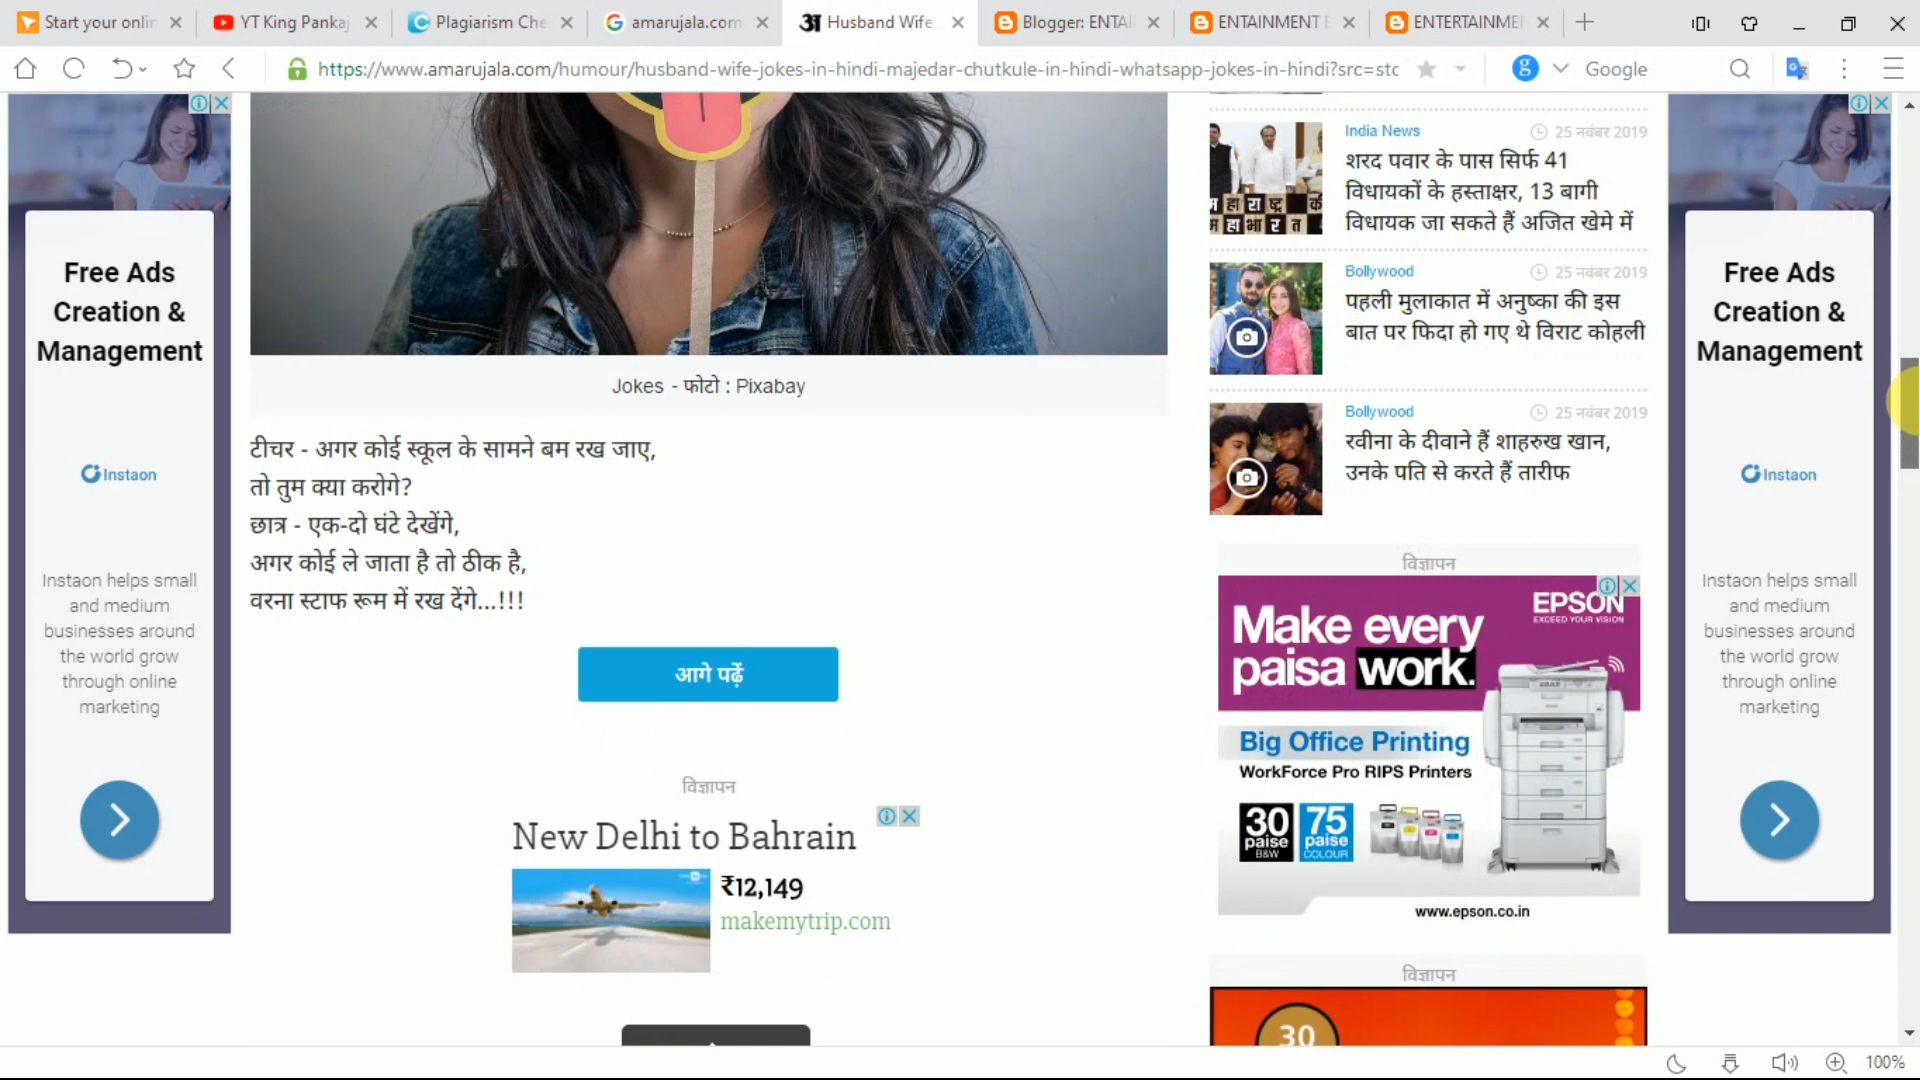 Start your onlin
YT King Pankaj
Plagiarism Che
amarujala.com
Husband Wife
Blogger: ENTAI
ENTAINMENT
ENTERTAINME
https://www.amarujala.com/humour/husband-wife-jokes-in-hindi-majedar-chutkule-in-hindi-whatsapp-jokes-in-hindi?src=stc
Google
Free Ads
Creation &
Management
Instaon
Instaon helps small
and medium
businesses around
the world grow
through online
marketing
Jokes - फोटो : Pixabay
टीचर - अगर कोई स्कूल के सामने बम रख जाए,
तो तुम क्या करोगे?
छात्र - एक-दो घंटे देखेंगे,
अगर कोई ले जाता है तो ठीक है,
वरना स्टाफ रूम में रख देंगे...!!!
आगे पढ़ें
विज्ञापन
New Delhi to Bahrain
₹12,149
makemytrip.com
India News
25 नवंबर 2019
शरद पवार के पास सिर्फ 41
विधायकों के हस्ताक्षर, 13 बागी
विधायक जा सकते हैं अजित खेमे में
Bollywood
25 नवंबर 2019
पहली मुलाकात में अनुष्का की इस
बात पर फिदा हो गए थे विराट कोहली
Bollywood
25 नवंबर 2019
रवीना के दीवाने हैं शाहरुख खान,
उनके पति से करते हैं तारीफ
विज्ञापन
EPSON
EXCEED YOUR VISION
Make every
paisa work.
Big Office Printing
WorkForce Pro RIPS Printers
30 paise B&W
75 paise COLOUR
www.epson.co.in
विज्ञापन
30
Free Ads
Creation &
Management
Instaon
Instaon helps small
and medium
businesses around
the world grow
through online
marketing
100%